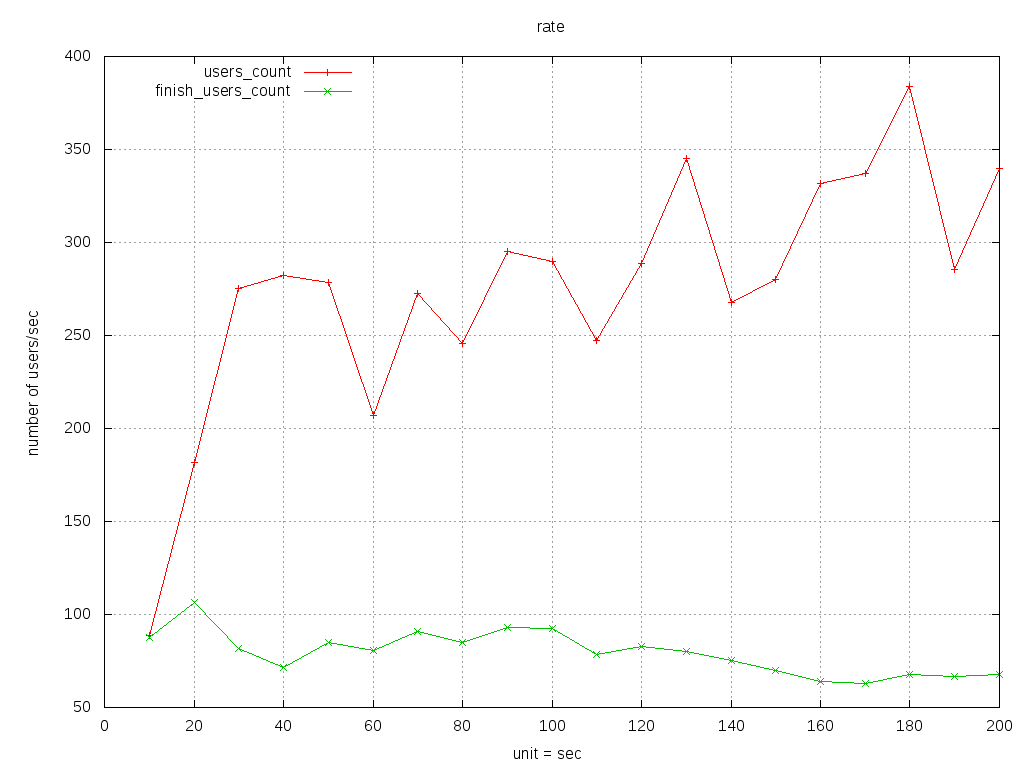 rate
400
350
300
250
200
150
100
50
users_count
finish_users_count
number of users/sec
0 20 40 60 80 100 120 140 160 180 200
unit = sec